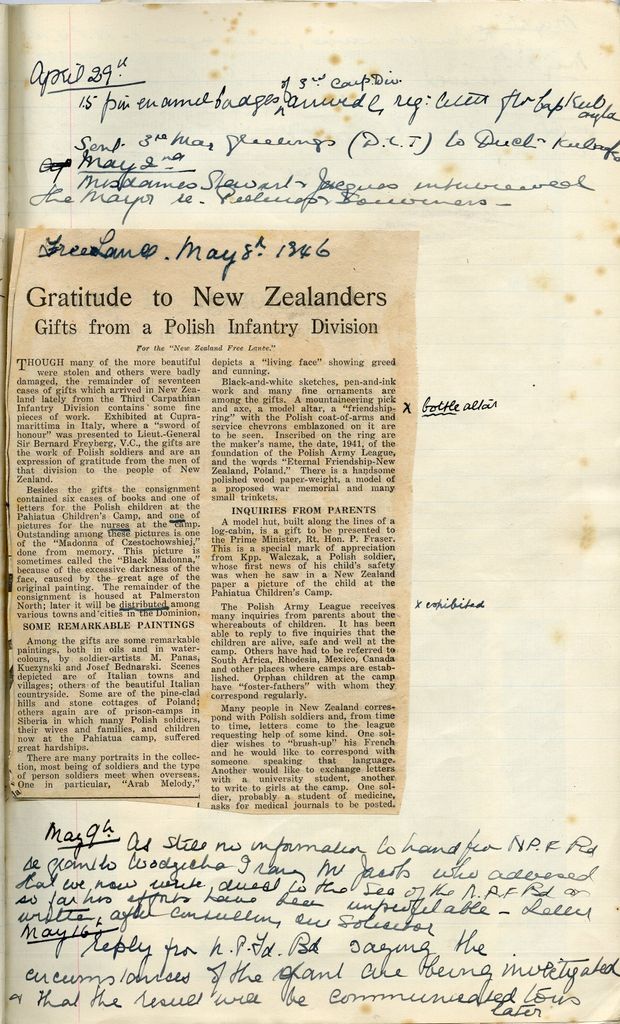 April 29th
of 3rd Carp Div.
15 pin enamel badges arrived, reg: letter for Cap
Sent 3rd May greetings (D.L.T) to
May 2nd
Mesdames Stewart & Jacques interviewed
the Mayor re.
Free Lance. May 8th 1946
Gratitude to New Zealanders
Gifts from a Polish Infantry Division
For the "New Zealand Free Lance."
THOUGH many of the more beautiful
were stolen and others were badly
damaged, the remainder of seventeen
cases of gifts which arrived in New Zea-
land lately from the Third Carpathian
Infantry Division contains some fine
pieces of work. Exhibited at Cupra-
marittima in Italy, where a "sword of
honour" was presented to Lieut.-General
Sir Bernard Freyberg, V.C., the gifts are
the work of Polish soldiers and are an
expression of gratitude from the men of
that division to the people of New
Zealand.
Besides the gifts the consignment
contained six cases of books and one of
letters for the Polish children at the
Pahiatua Children's Camp, and one of
pictures for the nurses at the camp.
Outstanding among these pictures is one
of the "Madonna of Czestochowshiej,"
done from memory. This picture is
sometimes called the "Black Madonna,"
because of the excessive darkness of the
face, caused by the great age of the
original painting. The remainder of the
consignment is housed at Palmerston
North; later it will be distributed among
various towns and cities in the Dominion.
SOME REMARKABLE PAINTINGS
Among the gifts are some remarkable
paintings, both in oils and in water-
colours, by soldier-artists M. Panas,
Kuczynski and Josef Bednarski. Scenes
depicted are of Italian towns and
villages; others of the beautiful Italian
countryside. Some are of the pine-clad
hills and stone cottages of Poland;
others again are of prison-camps in
Siberia in which many Polish soldiers,
their wives and families, and children
now at the Pahiatua camp, suffered
great hardships.
There are many portraits in the collec-
tion, most being of soldiers and the type
of person soldiers meet when overseas.
One in particular, "Arab Melody,"
depicts a "living face" showing greed
and cunning.
Black-and-white sketches, pen-and-ink
work and many fine ornaments are
among the gifts. A mountaineering pick
and axe, a model altar, a "friendship-
ring" with the Polish coat-of-arms and
service chevrons emblazoned on it are
to be seen. Inscribed on the ring are
the maker's name, the date, 1941, of the
foundation of the Polish Army League,
and the words "Eternal Friendship-New
Zealand, Poland." There is a handsome
polished wood paper-weight, a model of
a proposed war memorial and many
small trinkets.
INQUIRIES FROM PARENTS
A model hut, built along the lines of a
log-cabin, is a gift to be presented to
the Prime Minister, Rt. Hon. P. Fraser.
This is a special mark of appreciation
from Kpp. Walczak, a Polish soldier,
whose first news of his child's safety
was when he saw in a New Zealand
paper a picture of the child at the
Pahiatua Children's Camp.
The Polish Army League receives
many inquiries from parents about the
whereabouts of children. It has been
able to reply to five inquiries that the
children are alive, safe and well at the
camp. Others have had to be referred to
South Africa, Rhodesia, Mexico, Canada
and other places where camps are estab-
lished. Orphan children at the camp
have "foster-fathers" with whom they
correspond regularly.
Many people in New Zealand corres-
pond with Polish soldiers and, from time
to time, letters come to the league
requesting help of some kind. One sol-
dier wishes to "brush-up" his French
and he would like to correspond with
someone speaking that language.
Another would like to exchange letters
with a university student, another
to write to girls at the camp. One sol-
dier, probably a student of medicine,
asks for medical journals to be posted.
x bottle altar
x exhibited
May 9th As still no information to hand for N.P.F Bd
re grant to Wodzicka I rang Mr Jacobs who advised
that we now write direct to the Sec of the N.P.F Bd as
so far his efforts have been unprofitable – Letter
written, after consulting our Solicitor
May 16th
Reply from N.P.Fd. Bd saying the
circumstances of the grant are being investigated
& that the result will be communicated to us
later